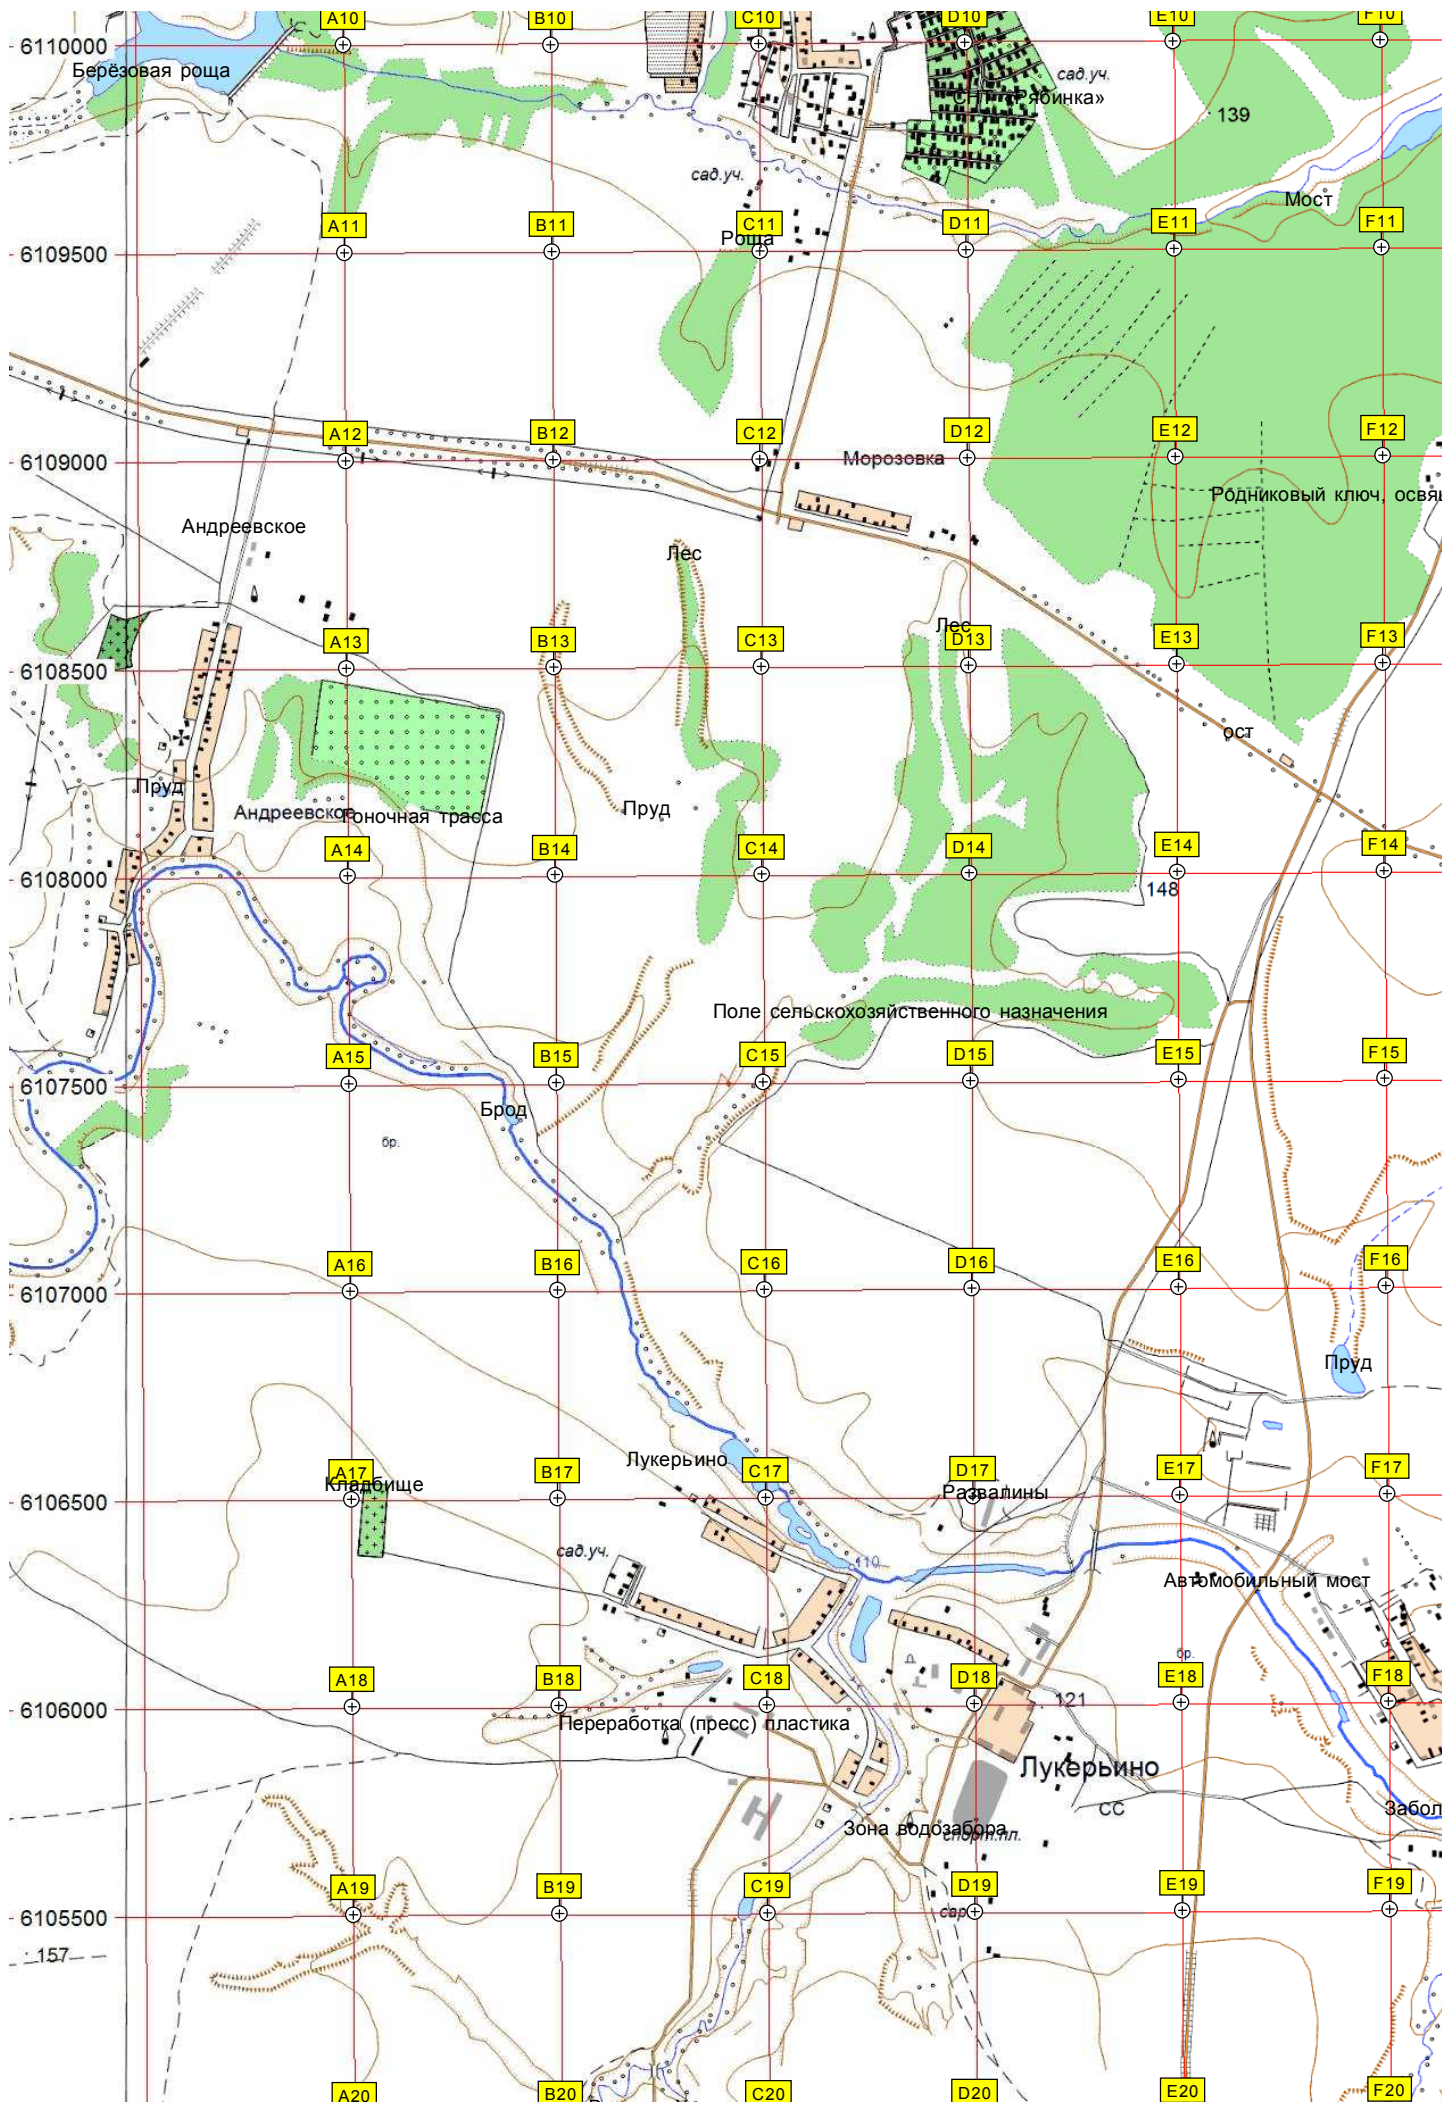 A10 B10 C10 D10 E10 F10
6110000
Берёзовая роща
сад.уч.
«Рябинка»
139
сад.уч.
Мост
A11 B11 C11 D11 E11 F11
Роща
6109500
A12 B12 C12 D12 E12 F12
6109000
Морозовка
Родниковый ключ,
Андреевское
Лес
Лес
A13 B13 C13 D13 E13 F13
6108500
ост
Пруд
Андреевское
Гоночная трасса
Пруд
A14 B14 C14 D14 E14 F14
6108000
148
Поле сельскохозяйственного назначения
A15 B15 C15 D15 E15 F15
6107500
Брод
бр.
A16 B16 C16 D16 E16 F16
6107000
Пруд
Лукерьино
A17 B17 C17 D17 E17 F17
Кладбище
Развалины
6106500
сад.уч.
110
Автомобильный мост
бр.
A18 B18 C18 D18 E18 F18
6106000
121
Переработка (пресс) пластика
Лукерьино
СС
Забол
Зона водозабора
спорт.пл.
A19 B19 C19 D19 E19 F19
6105500
сар.
157
A20 B20 C20 D20 E20 F20